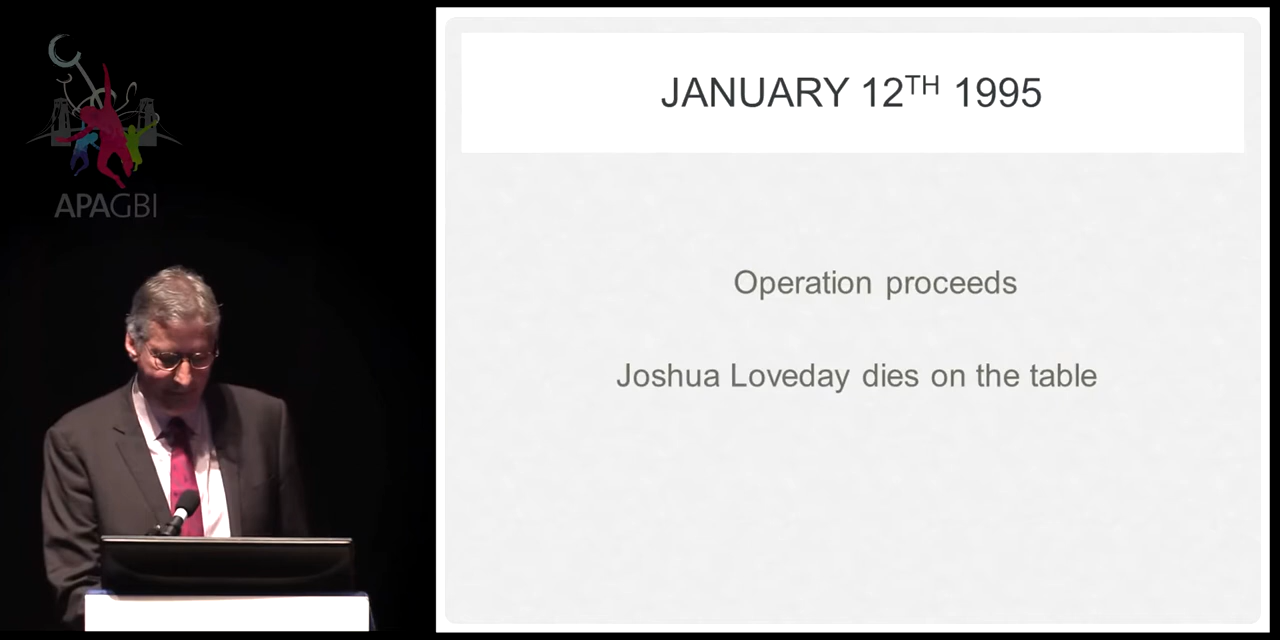 APAGBI
JANUARY 12TH 1995
Operation proceeds
Joshua Loveday dies on the table